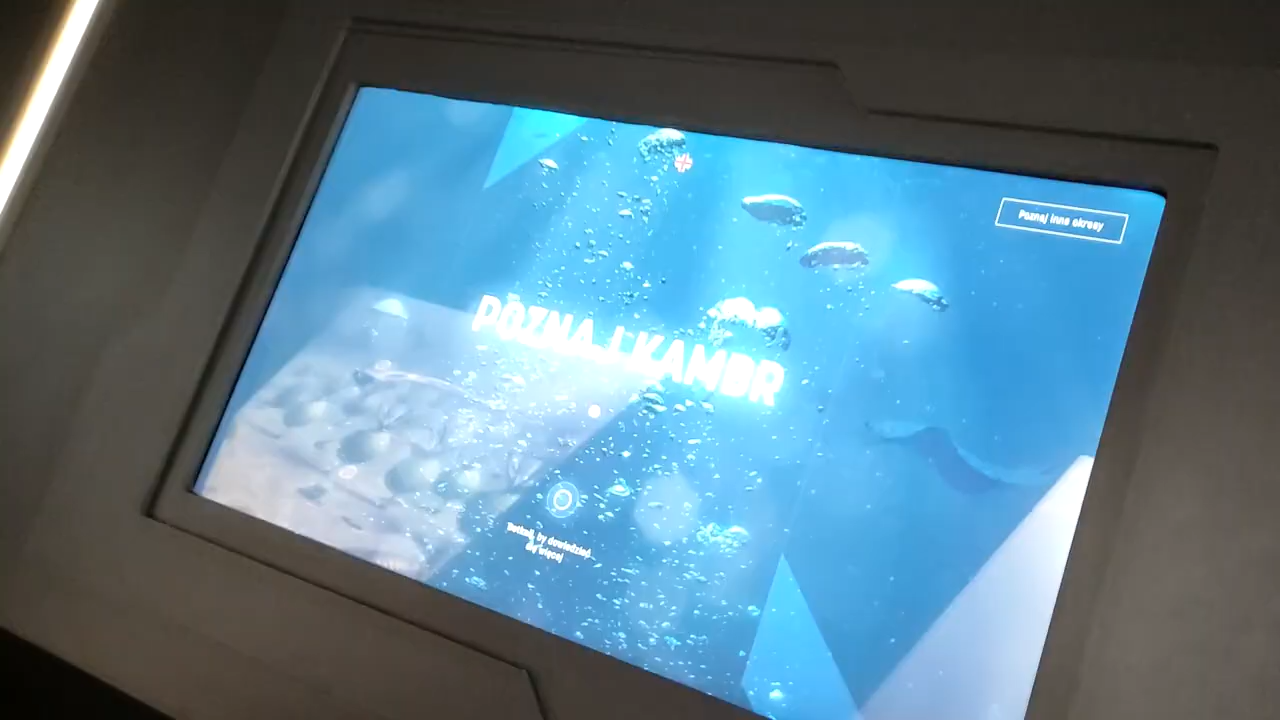 Poznaj inne okresy
POZNAJ KAMBR
Dotknij, by dowiedzieć
się więcej